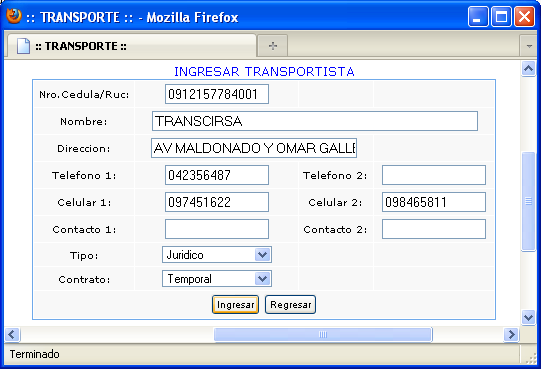 :: TRANSPORTE :: - Mozilla Firefox
:: TRANSPORTE ::
INGRESAR TRANSPORTISTA
Nro.Cedula/Ruc: 0912157784001
Nombre: TRANSCIRSA
Direccion: AV MALDONADO Y OMAR GALLE
Telefono 1: 042356487 Telefono 2:
Celular 1: 097451622 Celular 2: 098465811
Contacto 1: Contacto 2:
Tipo: Juridico
Contrato: Temporal
Ingresar Regresar
Terminado